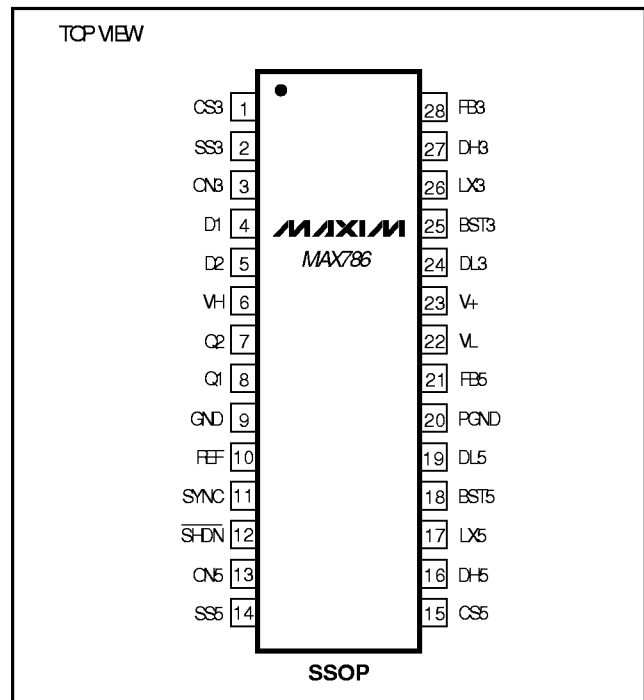 TOP VIEW
CS3 1 28 FB3
SS3 2 27 DH3
ON3 3 26 LX3
D1 4 25 BST3
MAXIM
D2 5 24 DL3
MAX786
VH 6 23 V+
Q2 7 22 VL
Q1 8 21 FB5
GND 9 20 PGND
REF 10 19 DL5
SYNC 11 18 BST5
SHDN 12 17 LX5
ON5 13 16 DH5
SS5 14 15 CS5
SSOP